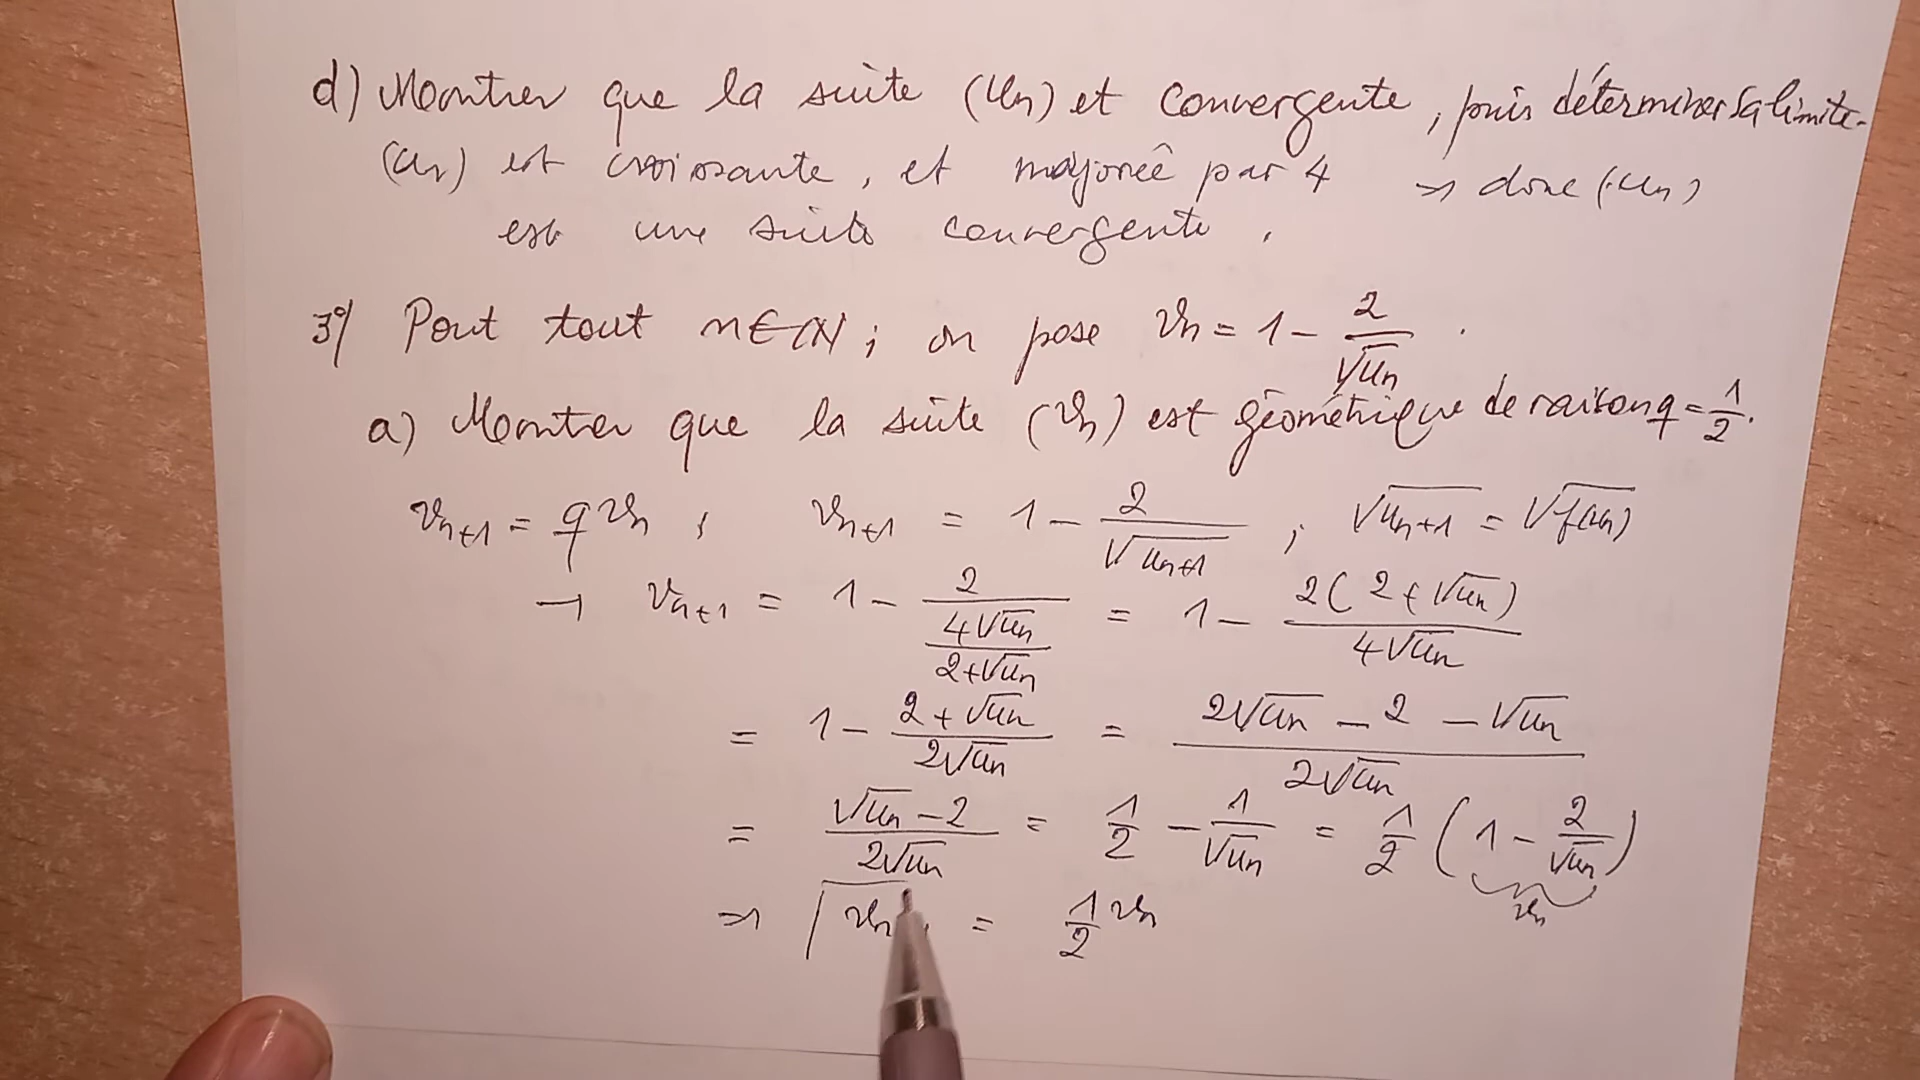 d) Montrer que la suite (Un) et convergente, puis déterminer sa limite.
(Un) est croissante, et majoreê par 4 → donc (Un)
est une suite convergente.
3°/ Pout tout n∈ℕ; on pose Vn = 1 - 2/√Un .
a) Montrer que la suite (Vn) est géométrique de raison q = 1/2.
Vn+1 = q Vn ; Vn+1 = 1 - 2/√Un+1 ; √Un+1 = √f(Un)
→ Vn+1 = 1 - 2/(4√Un/(2+√Un)) = 1 - 2(2+√Un)/4√Un
= 1 - (2+√Un)/2√Un = (2√Un - 2 - √Un)/2√Un
= (√Un - 2)/2√Un = 1/2 - 1/√Un = 1/2 (1 - 2/√Un)
Vn
⇒ Vn = 1/2 Vn